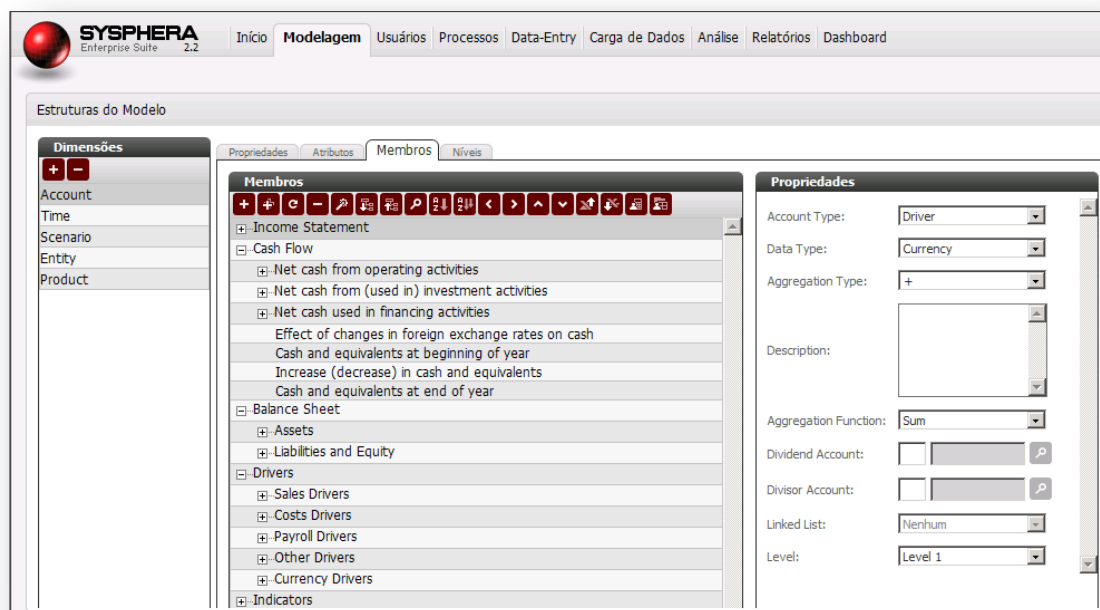 SYSPHERA
Enterprise Suite 2.2
Início Modelagem Usuários Processos Data-Entry Carga de Dados Análise Relatórios Dashboard
Estruturas do Modelo
Dimensões
Account
Time
Scenario
Entity
Product
Propriedades Atributos Membros Níveis
Membros
Income Statement
Cash Flow
Net cash from operating activities
Net cash from (used in) investment activities
Net cash used in financing activities
Effect of changes in foreign exchange rates on cash
Cash and equivalents at beginning of year
Increase (decrease) in cash and equivalents
Cash and equivalents at end of year
Balance Sheet
Assets
Liabilities and Equity
Drivers
Sales Drivers
Costs Drivers
Payroll Drivers
Other Drivers
Currency Drivers
Indicators
Propriedades
Account Type: Driver
Data Type: Currency
Aggregation Type: +
Description:
Aggregation Function: Sum
Dividend Account:
Divisor Account:
Linked List: Nenhum
Level: Level 1